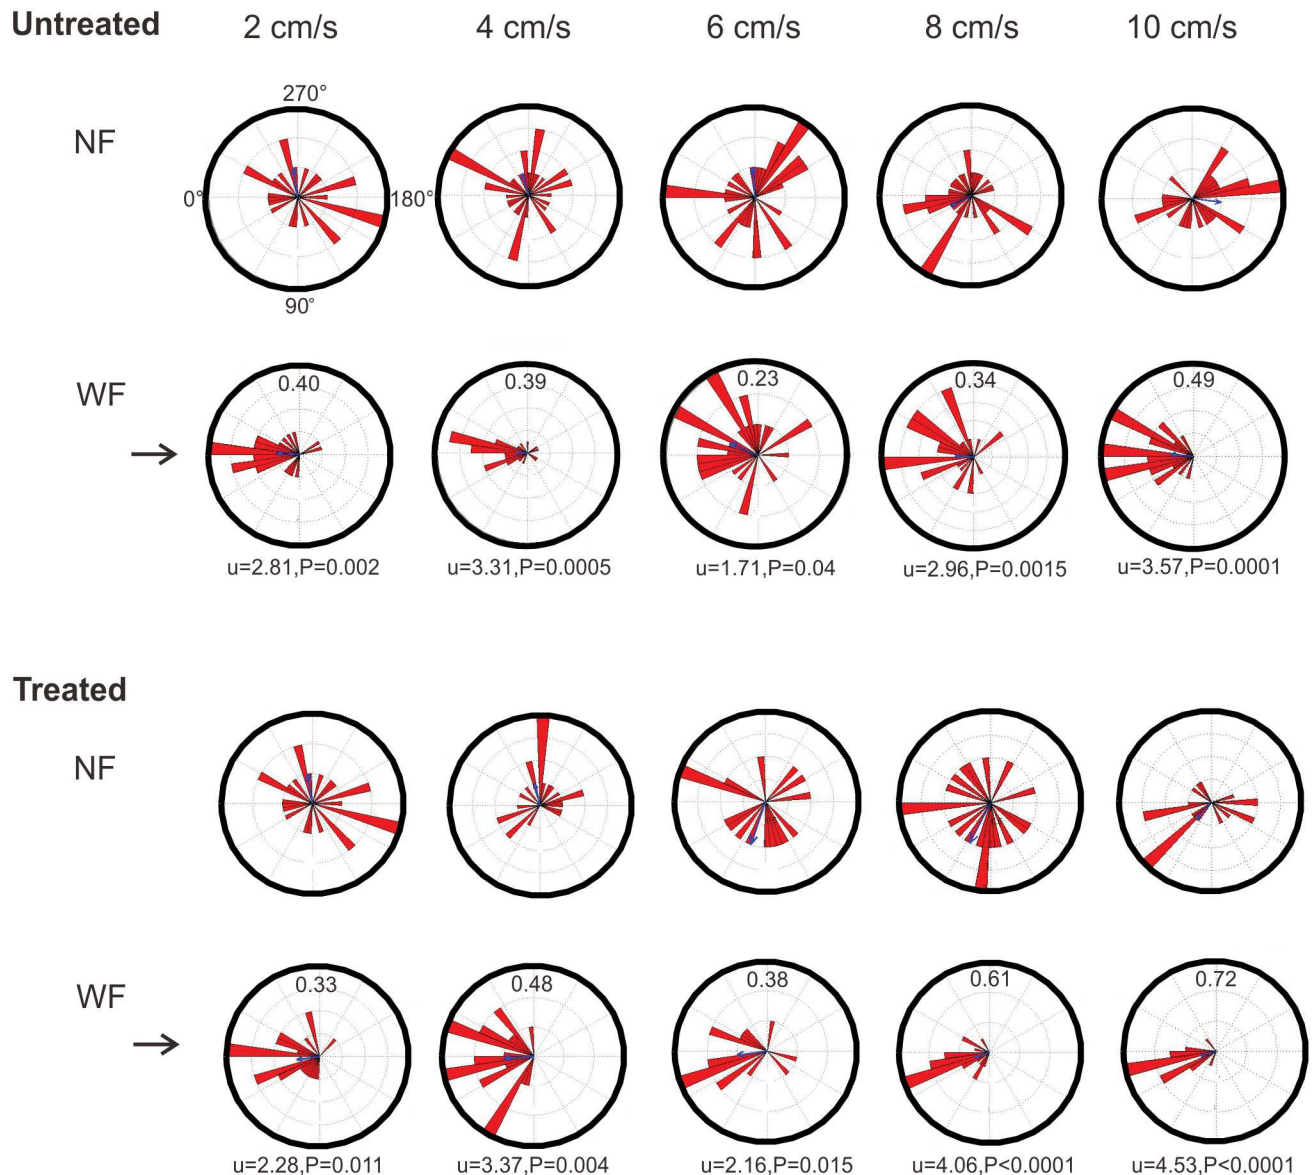 Untreated 2 cm/s 4 cm/s 6 cm/s 8 cm/s 10 cm/s
270°
NF
0° 180°
90°
WF
0.40 0.39 0.23 0.34 0.49
u=2.81,P=0.002 u=3.31,P=0.0005 u=1.71,P=0.04 u=2.96,P=0.0015 u=3.57,P=0.0001
Treated
NF
WF
0.33 0.48 0.38 0.61 0.72
u=2.28,P=0.011 u=3.37,P=0.004 u=2.16,P=0.015 u=4.06,P<0.0001 u=4.53,P<0.0001